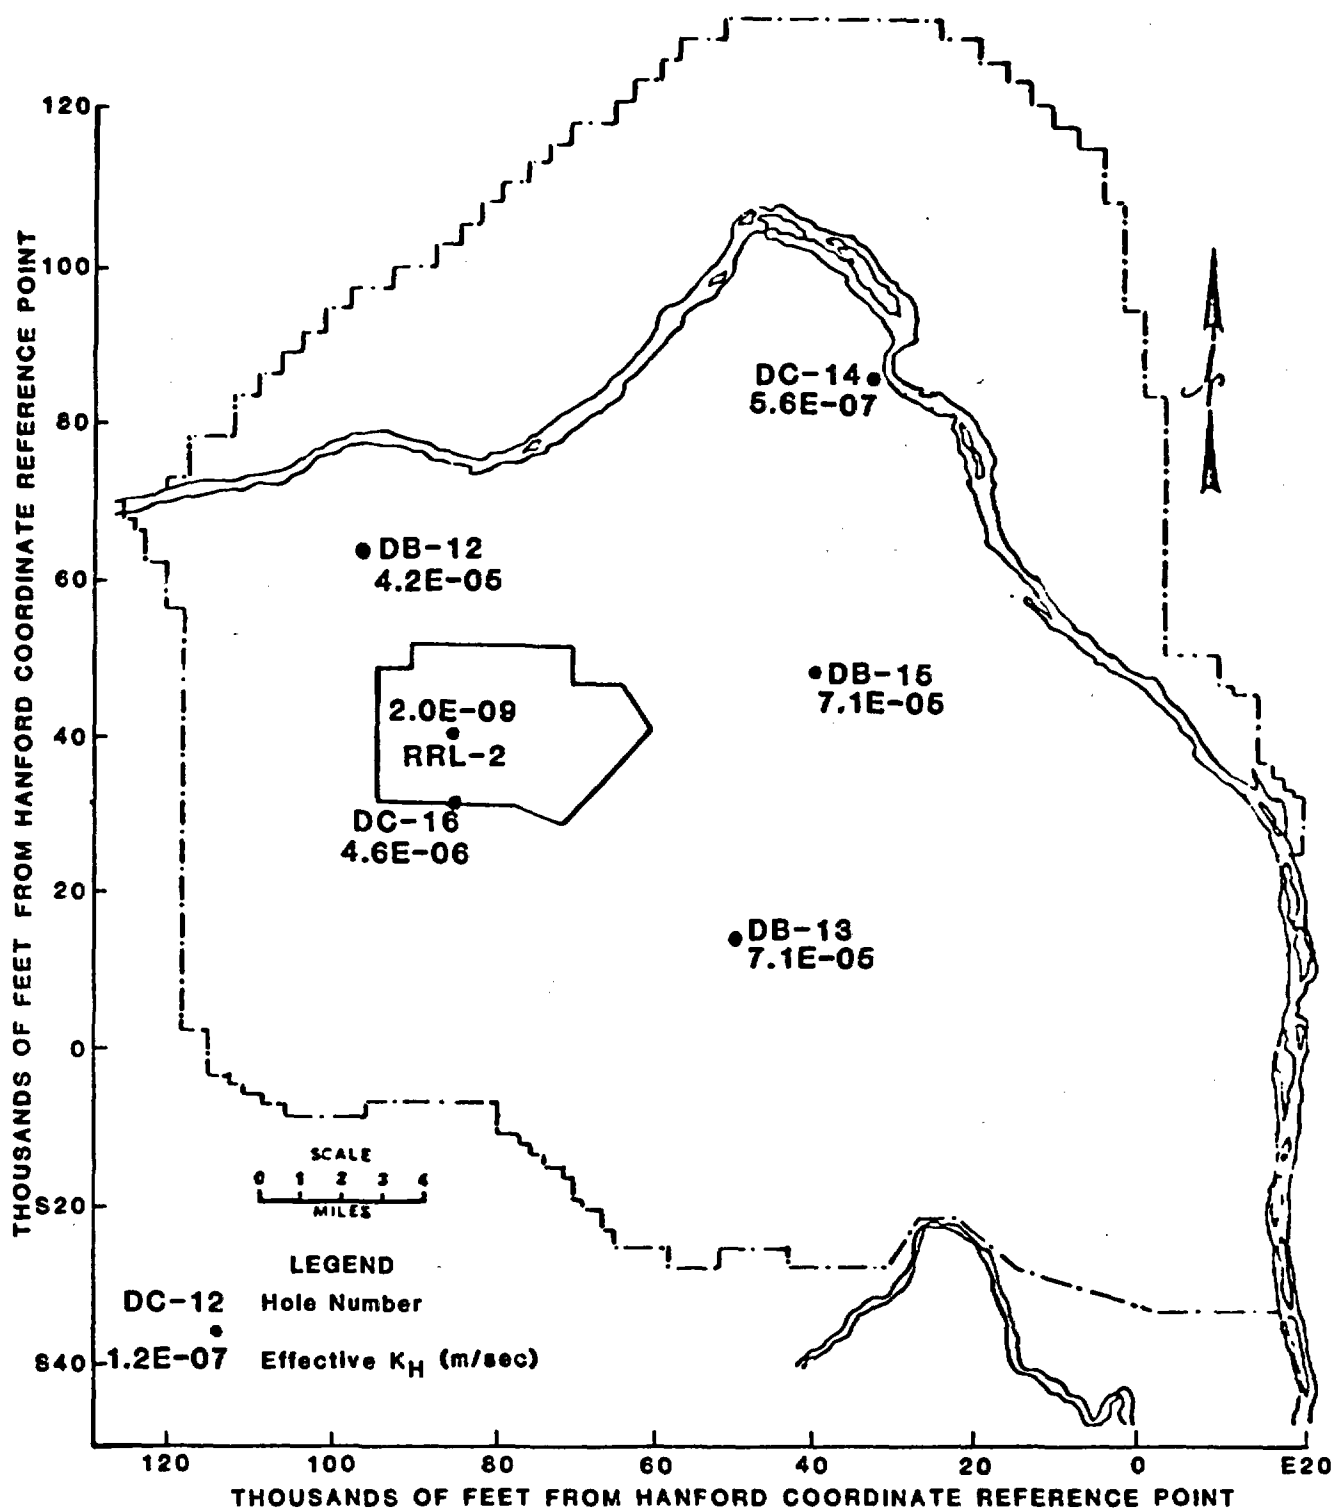 120
100
80
60
40
20
0
S20
S40
THOUSANDS OF FEET FROM HANFORD COORDINATE REFERENCE POINT
DC-14
5.6E-07
DB-12
4.2E-05
DB-15
7.1E-05
2.0E-09
RRL-2
DC-16
4.6E-06
DB-13
7.1E-05
N
SCALE
0 1 2 3 4
MILES
LEGEND
DC-12 Hole Number
1.2E-07 Effective KH (m/sec)
120 100 80 60 40 20 0 E20
THOUSANDS OF FEET FROM HANFORD COORDINATE REFERENCE POINT